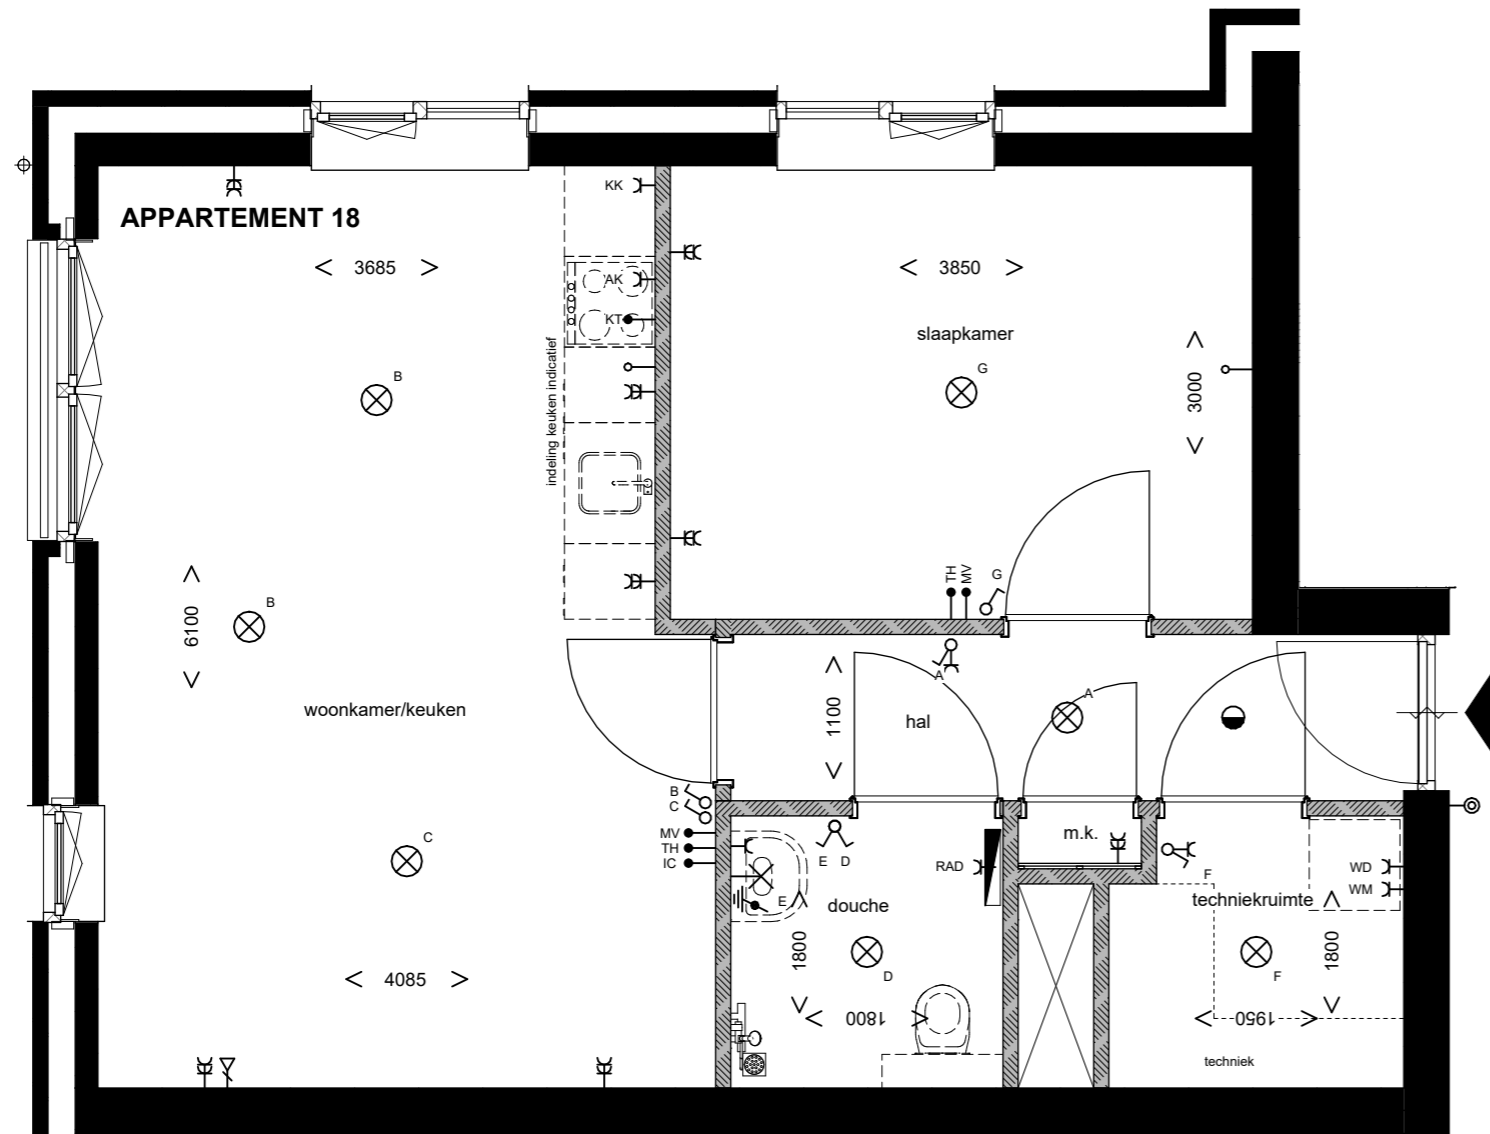 KK
APPARTEMENT 18
3685
3850
AK
KT
slaapkamer
B
G
3000
indeling keuken indicatief
TH
MV
G
B
6100
A
A
woonkamer/keuken
1100
hal
B
C
MV
TH
IC
E D
m.k.
RAD
F
WD
WM
C
E
douche
techniekruimte
1800
1800
D
F
4085
1800
1950
techniek